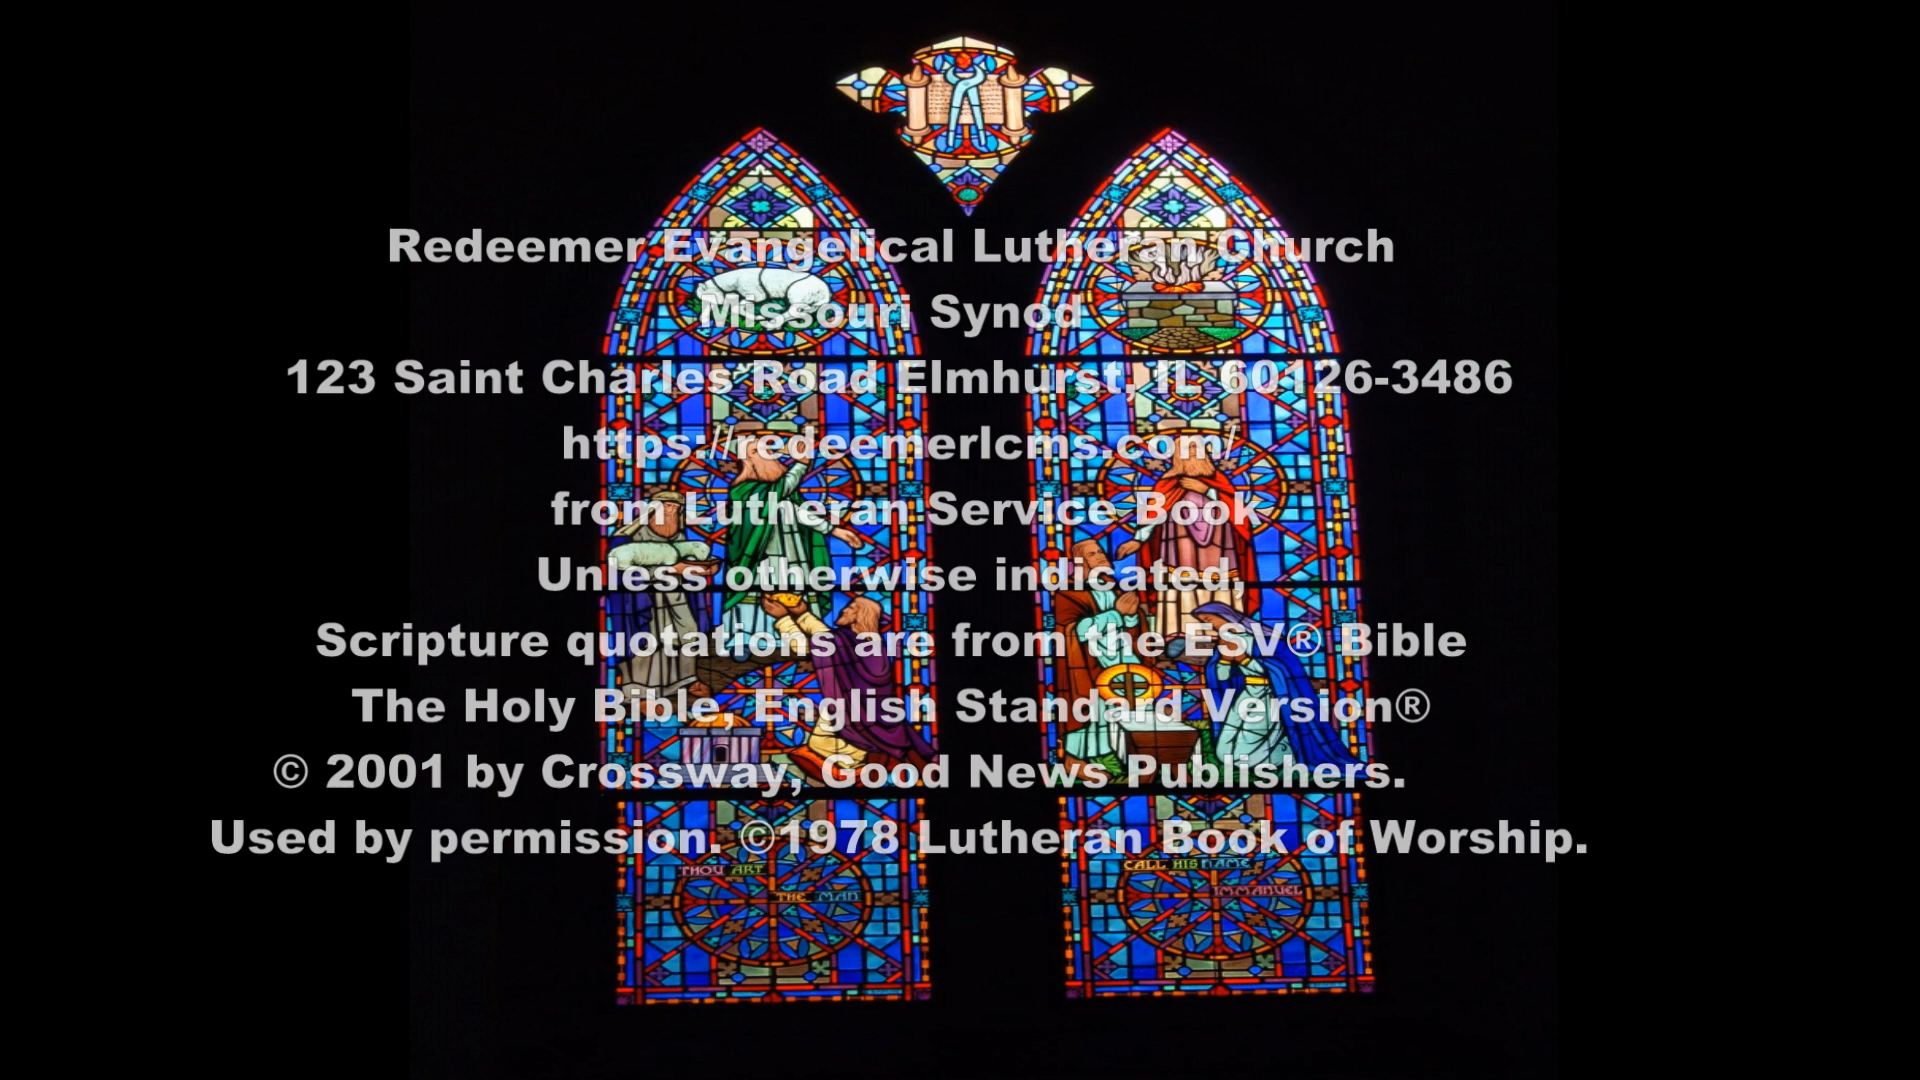 Redeemer Evangelical Lutheran Church
Missouri Synod
123 Saint Charles Road Elmhurst, IL 60126-3486
https://redeemerlcms.com/
from Lutheran Service Book
Unless otherwise indicated,
Scripture quotations are from the ESV® Bible
The Holy Bible, English Standard Version®
© 2001 by Crossway, Good News Publishers.
Used by permission. ©1978 Lutheran Book of Worship.
THOU ART
THE MAN
CALL HIS NAME
IMMANUEL